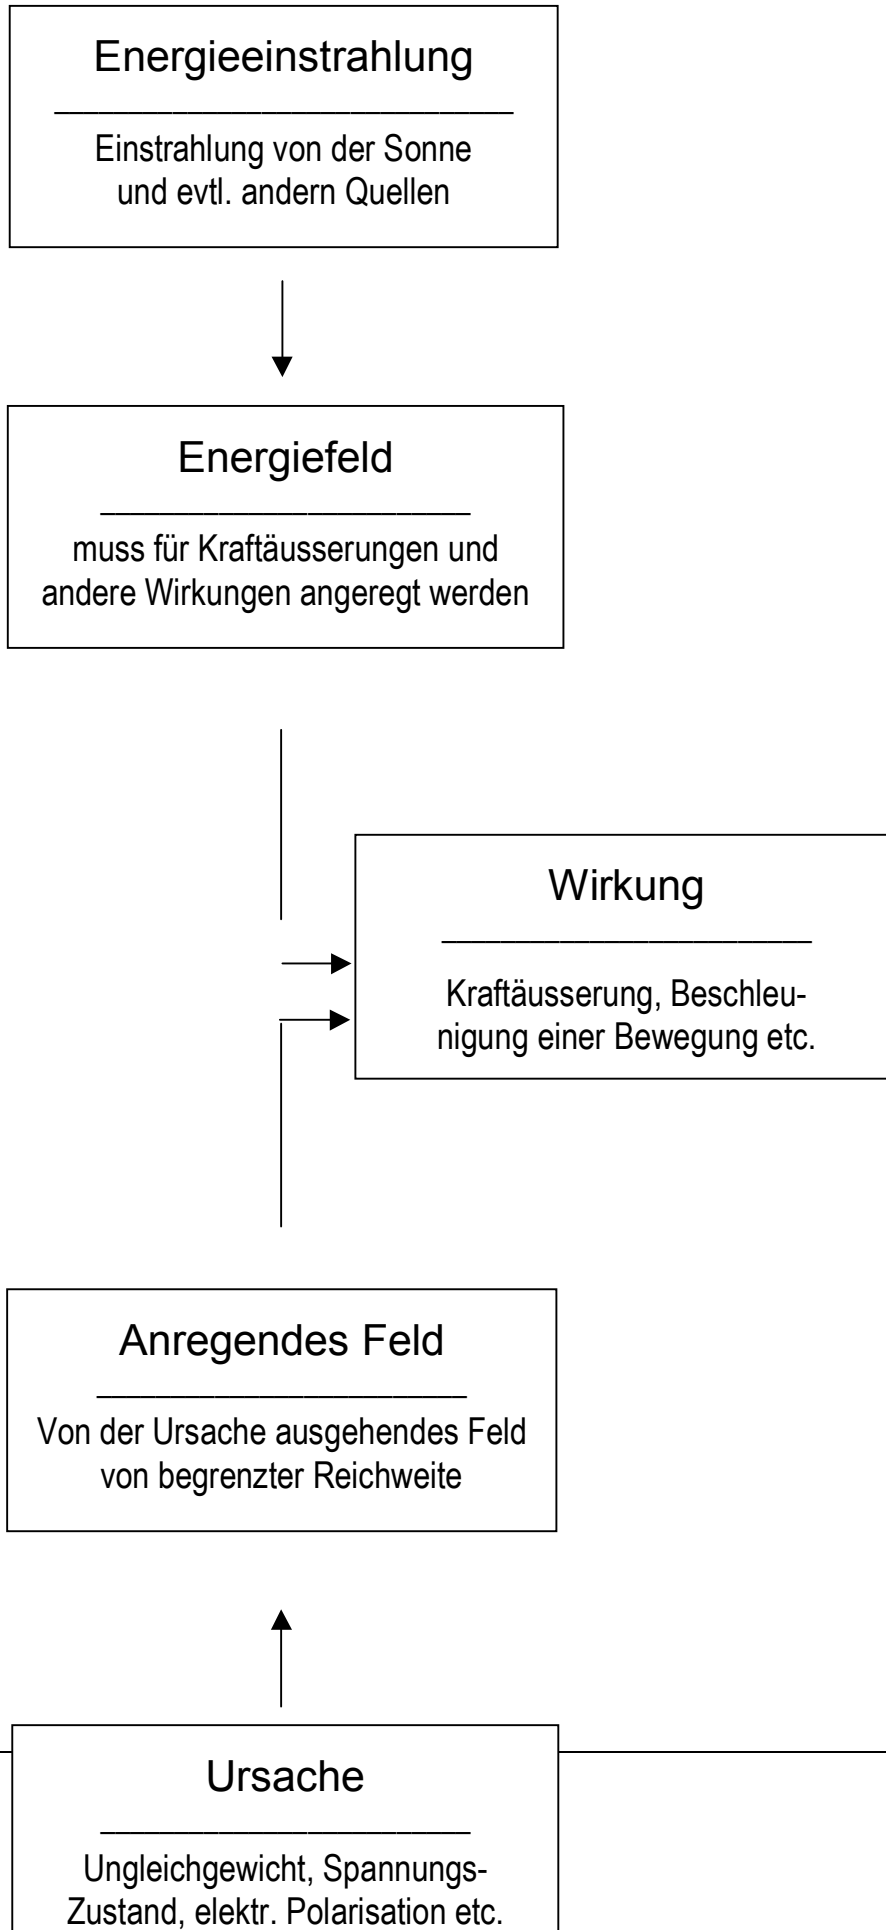 Energieeinstrahlung
Einstrahlung von der Sonne
und evtl. andern Quellen
Energiefeld
muss für Kraftäusserungen und
andere Wirkungen angeregt werden
Wirkung
Kraftäusserung, Beschleu-
nigung einer Bewegung etc.
Anregendes Feld
Von der Ursache ausgehendes Feld
von begrenzter Reichweite
Ursache
Ungleichgewicht, Spannungs-
Zustand, elektr. Polarisation etc.